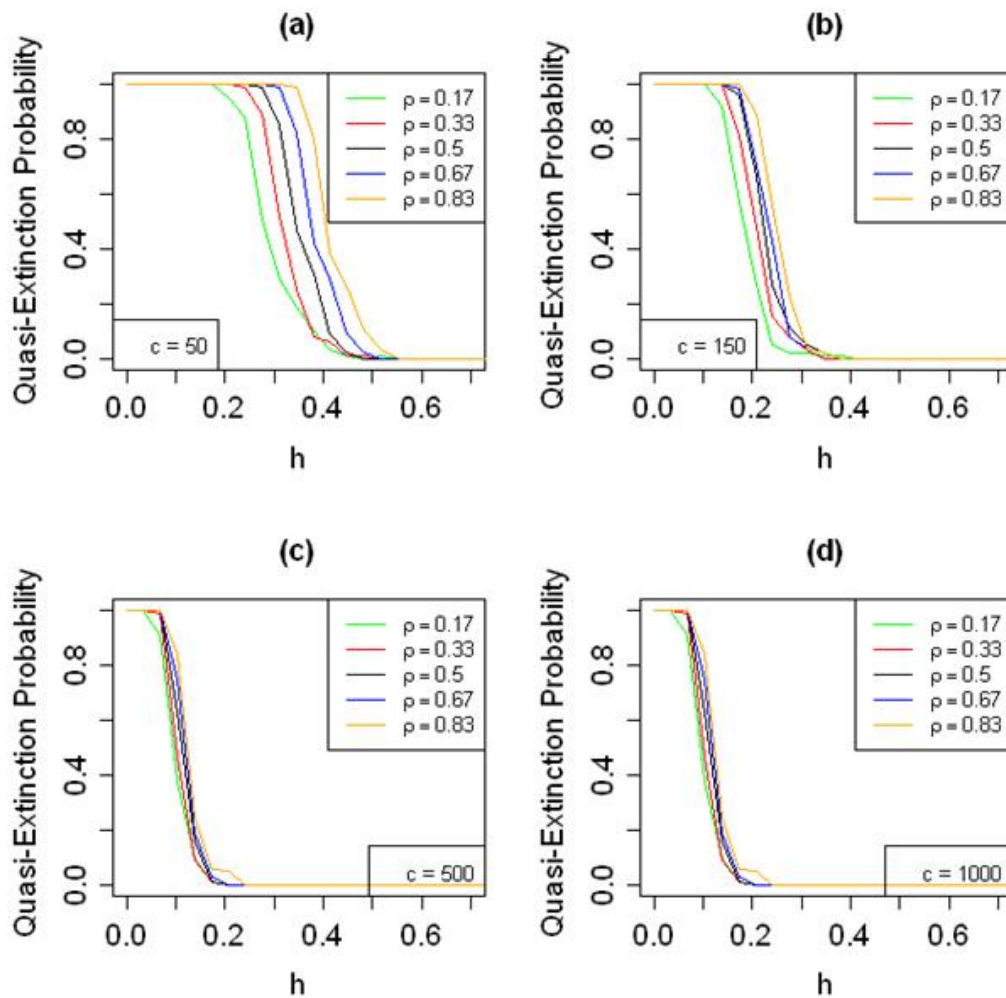 (a)
Quasi-Extinction Probability
0.0 0.4 0.8
ρ = 0.17
ρ = 0.33
ρ = 0.5
ρ = 0.67
ρ = 0.83
c = 50
0.0 0.2 0.4 0.6
h
(b)
Quasi-Extinction Probability
0.0 0.4 0.8
ρ = 0.17
ρ = 0.33
ρ = 0.5
ρ = 0.67
ρ = 0.83
c = 150
0.0 0.2 0.4 0.6
h
(c)
Quasi-Extinction Probability
0.0 0.4 0.8
ρ = 0.17
ρ = 0.33
ρ = 0.5
ρ = 0.67
ρ = 0.83
c = 500
0.0 0.2 0.4 0.6
h
(d)
Quasi-Extinction Probability
0.0 0.4 0.8
ρ = 0.17
ρ = 0.33
ρ = 0.5
ρ = 0.67
ρ = 0.83
c = 1000
0.0 0.2 0.4 0.6
h